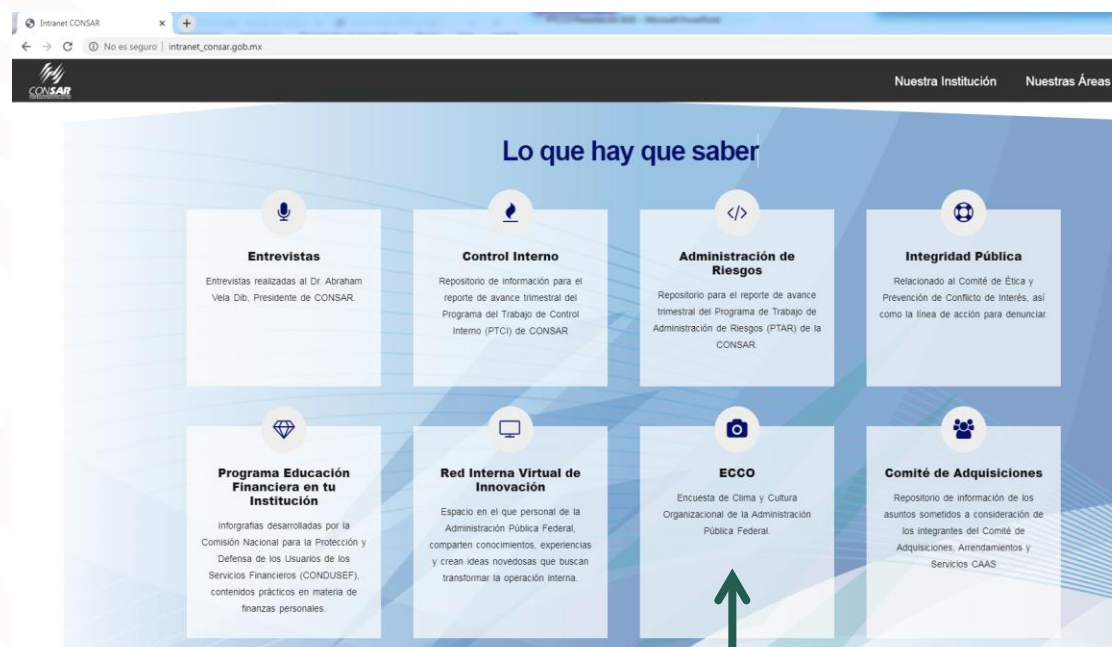 Intranet CONSAR
No es seguro | intranet_consar.gob.mx
CONSAR
Nuestra Institución
Nuestras Áreas
Lo que hay que saber
Entrevistas
Entrevistas realizadas al Dr. Abraham
Vela Dib, Presidente de CONSAR.
Control Interno
Repositorio de información para el
reporte de avance trimestral del
Programa del Trabajo de Control
Interno (PTCI) de CONSAR
</>
Administración de
Riesgos
Repositorio para el reporte de avance
trimestral del Programa de Trabajo de
Administración de Riesgos (PTAR) de la
CONSAR.
Integridad Pública
Relacionado al Comité de Ética y
Prevención de Conflicto de Interés, así
como la línea de acción para denunciar.
Programa Educación
Financiera en tu
Institución
Inforgrafías desarrolladas por la
Comisión Nacional para la Protección y
Defensa de los Usuarios de los
Servicios Financieros (CONDUSEF),
contenidos prácticos en materia de
finanzas personales.
Red Interna Virtual de
Innovación
Espacio en el que personal de la
Administración Pública Federal,
comparten conocimientos, experiencias
y crean ideas novedosas que buscan
transformar la operación interna.
ECCO
Encuesta de Clima y Cultura
Organizacional de la Administración
Pública Federal.
Comité de Adquisiciones
Repositorio de información de los
asuntos sometidos a consideración de
los integrantes del Comité de
Adquisiciones, Arrendamientos y
Servicios CAAS